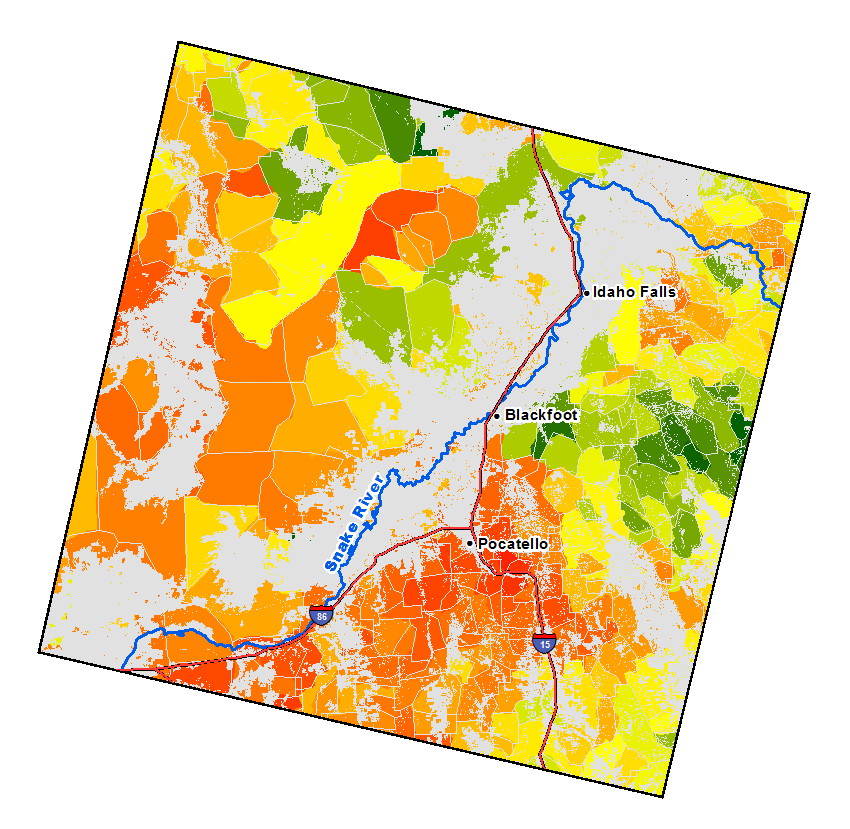 Idaho Falls
Blackfoot
Snake River
Pocatello
86
15